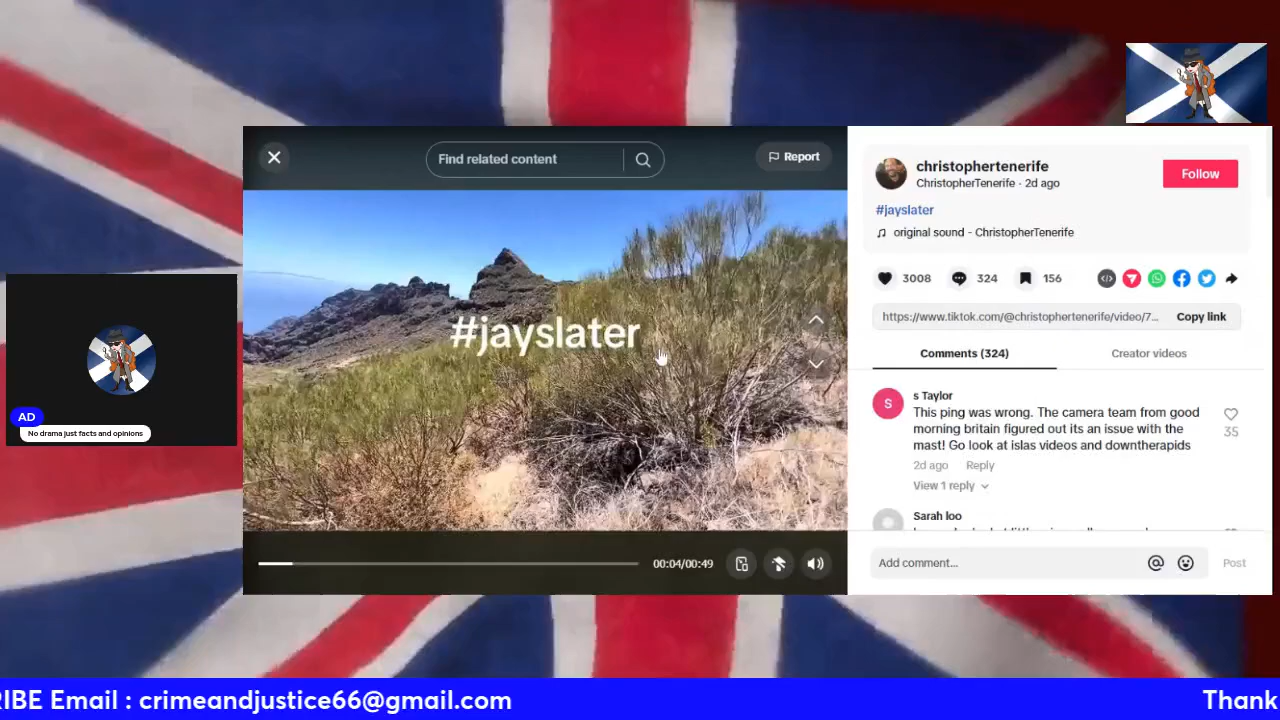 Find related content
Report
#jayslater
00:04/00:49
christophertenerife
ChristopherTenerife · 2d ago
Follow
#jayslater
original sound - ChristopherTenerife
3008
324
156
https://www.tiktok.com/@christophertenerife/video/7...
Copy link
Comments (324)
Creator videos
S
s Taylor
This ping was wrong. The camera team from good
morning britain figured out its an issue with the
mast! Go look at islas videos and downtherapids
35
2d ago Reply
View 1 reply
Sarah loo
Add comment...
Post
AD
No drama just facts and opinions
RIBE Email : crimeandjustice66@gmail.com
Thank